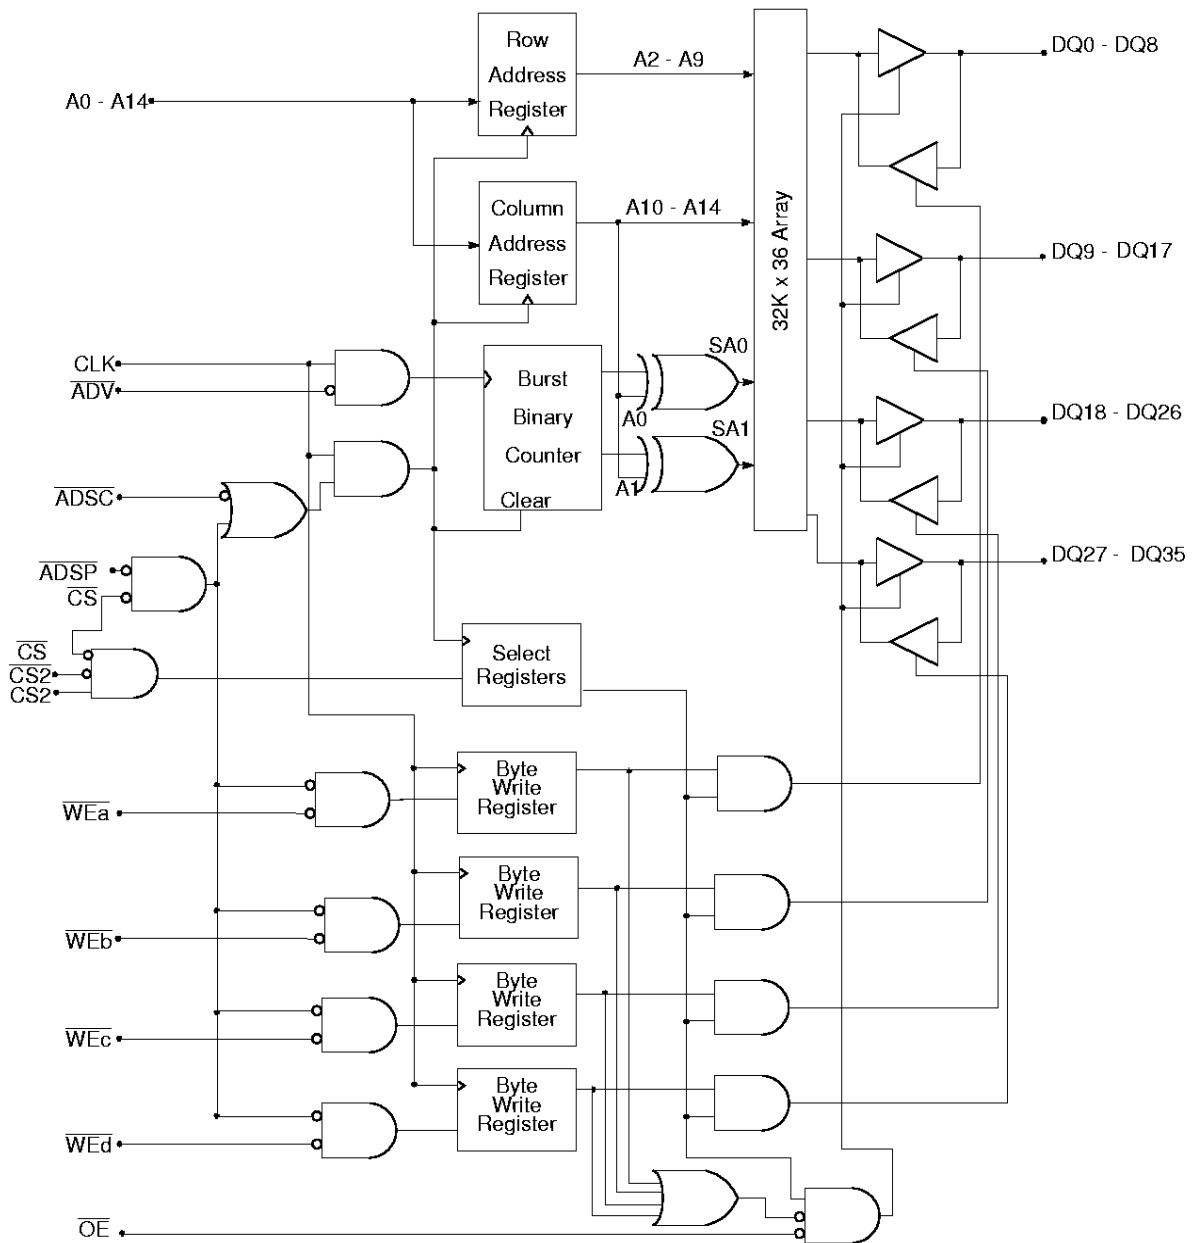 Row
Address
Register
A2 - A9
DQ0 - DQ8
A0 - A14
Column
Address
Register
A10 - A14
32K x 36 Array
DQ9 - DQ17
CLK
ADV
Burst
Binary
Counter
Clear
SA0
A0
SA1
A1
DQ18 - DQ26
ADSC
ADSP
CS
DQ27 - DQ35
CS
CS2
CS2
Select
Registers
Byte
Write
Register
WEa
Byte
Write
Register
WEb
Byte
Write
Register
WEc
Byte
Write
Register
WEd
OE